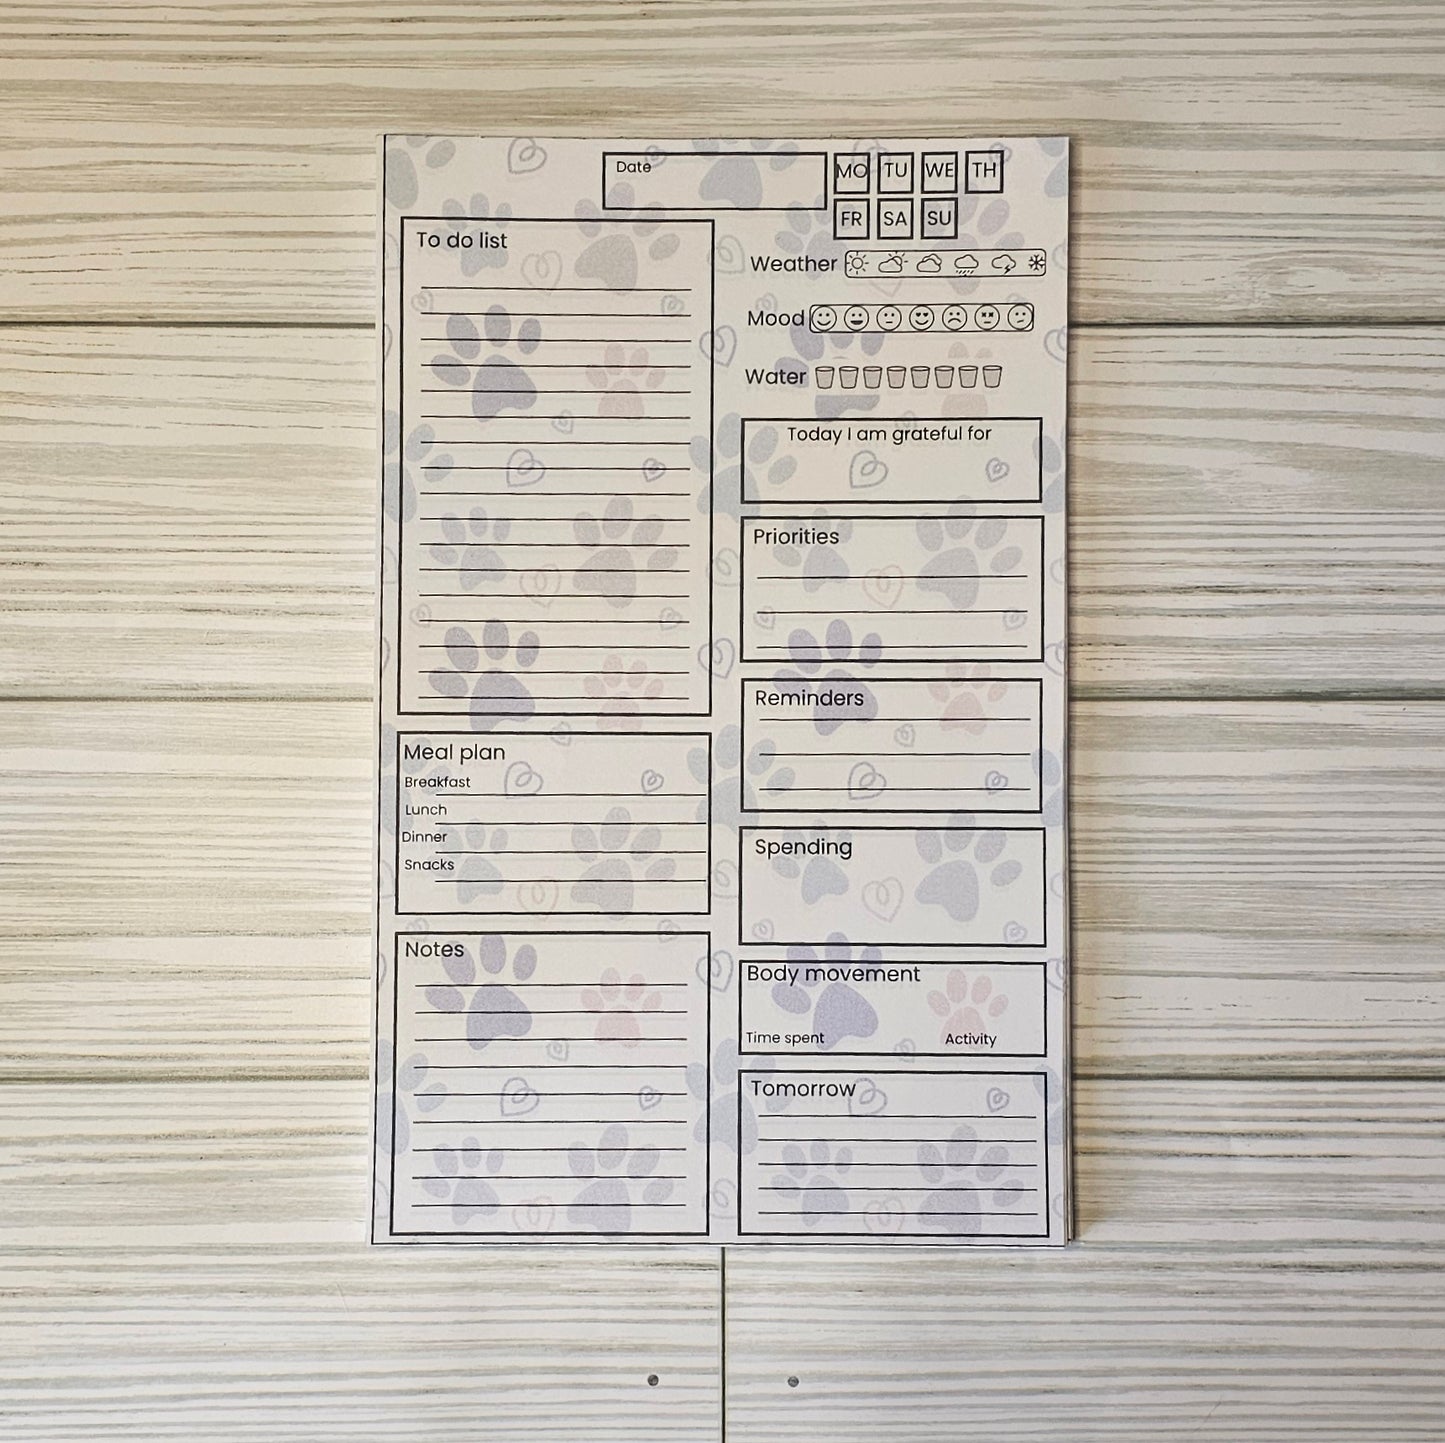 Date
MO TU WE TH
FR SA SU
To do list
Weather
Mood
Water
Today I am grateful for
Priorities
Reminders
Meal plan
Breakfast
Lunch
Dinner
Snacks
Spending
Notes
Body movement
Time spent Activity
Tomorrow